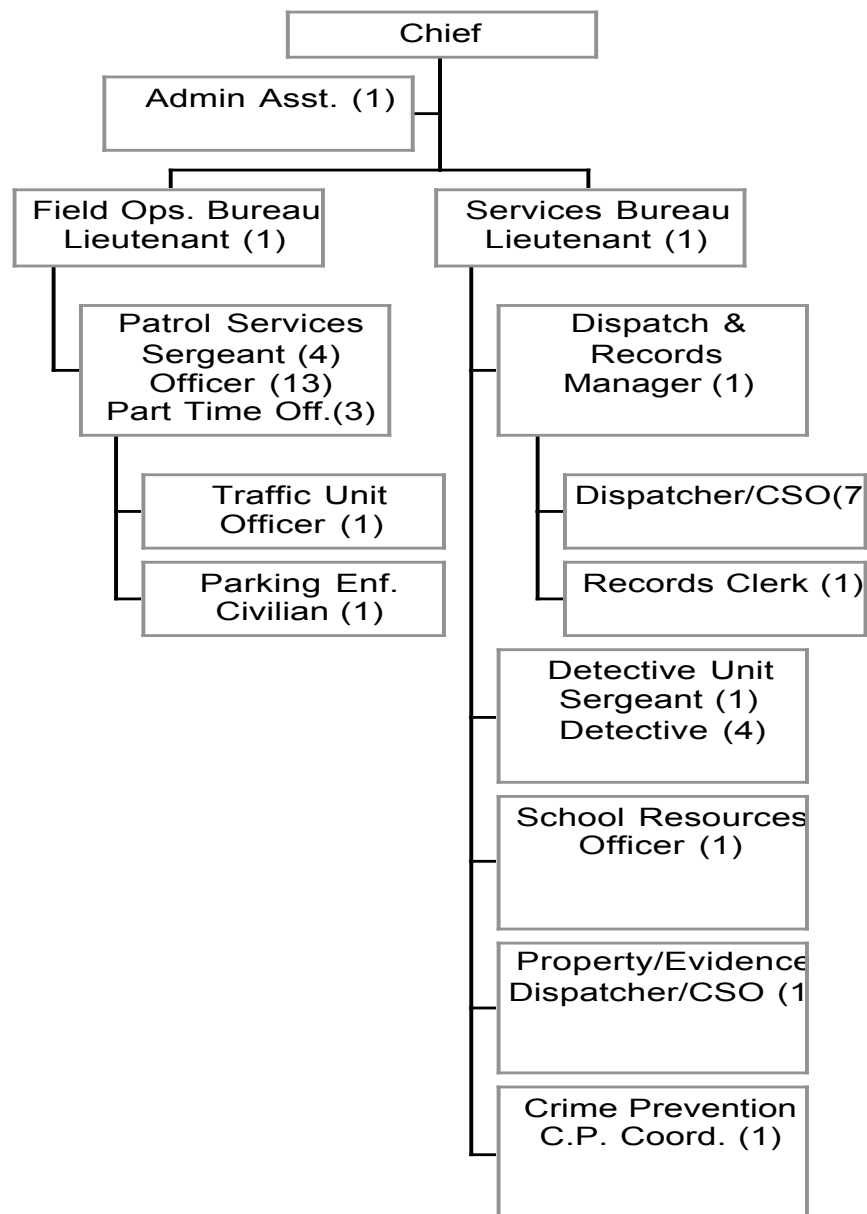 Chief
Admin Asst. (1)
Field Ops. Bureau
Lieutenant (1)
Services Bureau
Lieutenant (1)
Patrol Services
Sergeant (4)
Officer (13)
Part Time Off.(3)
Dispatch &
Records
Manager (1)
Traffic Unit
Officer (1)
Dispatcher/CSO(7
Parking Enf.
Civilian (1)
Records Clerk (1)
Detective Unit
Sergeant (1)
Detective (4)
School Resources
Officer (1)
Property/Evidence
Dispatcher/CSO (1
Crime Prevention
C.P. Coord. (1)